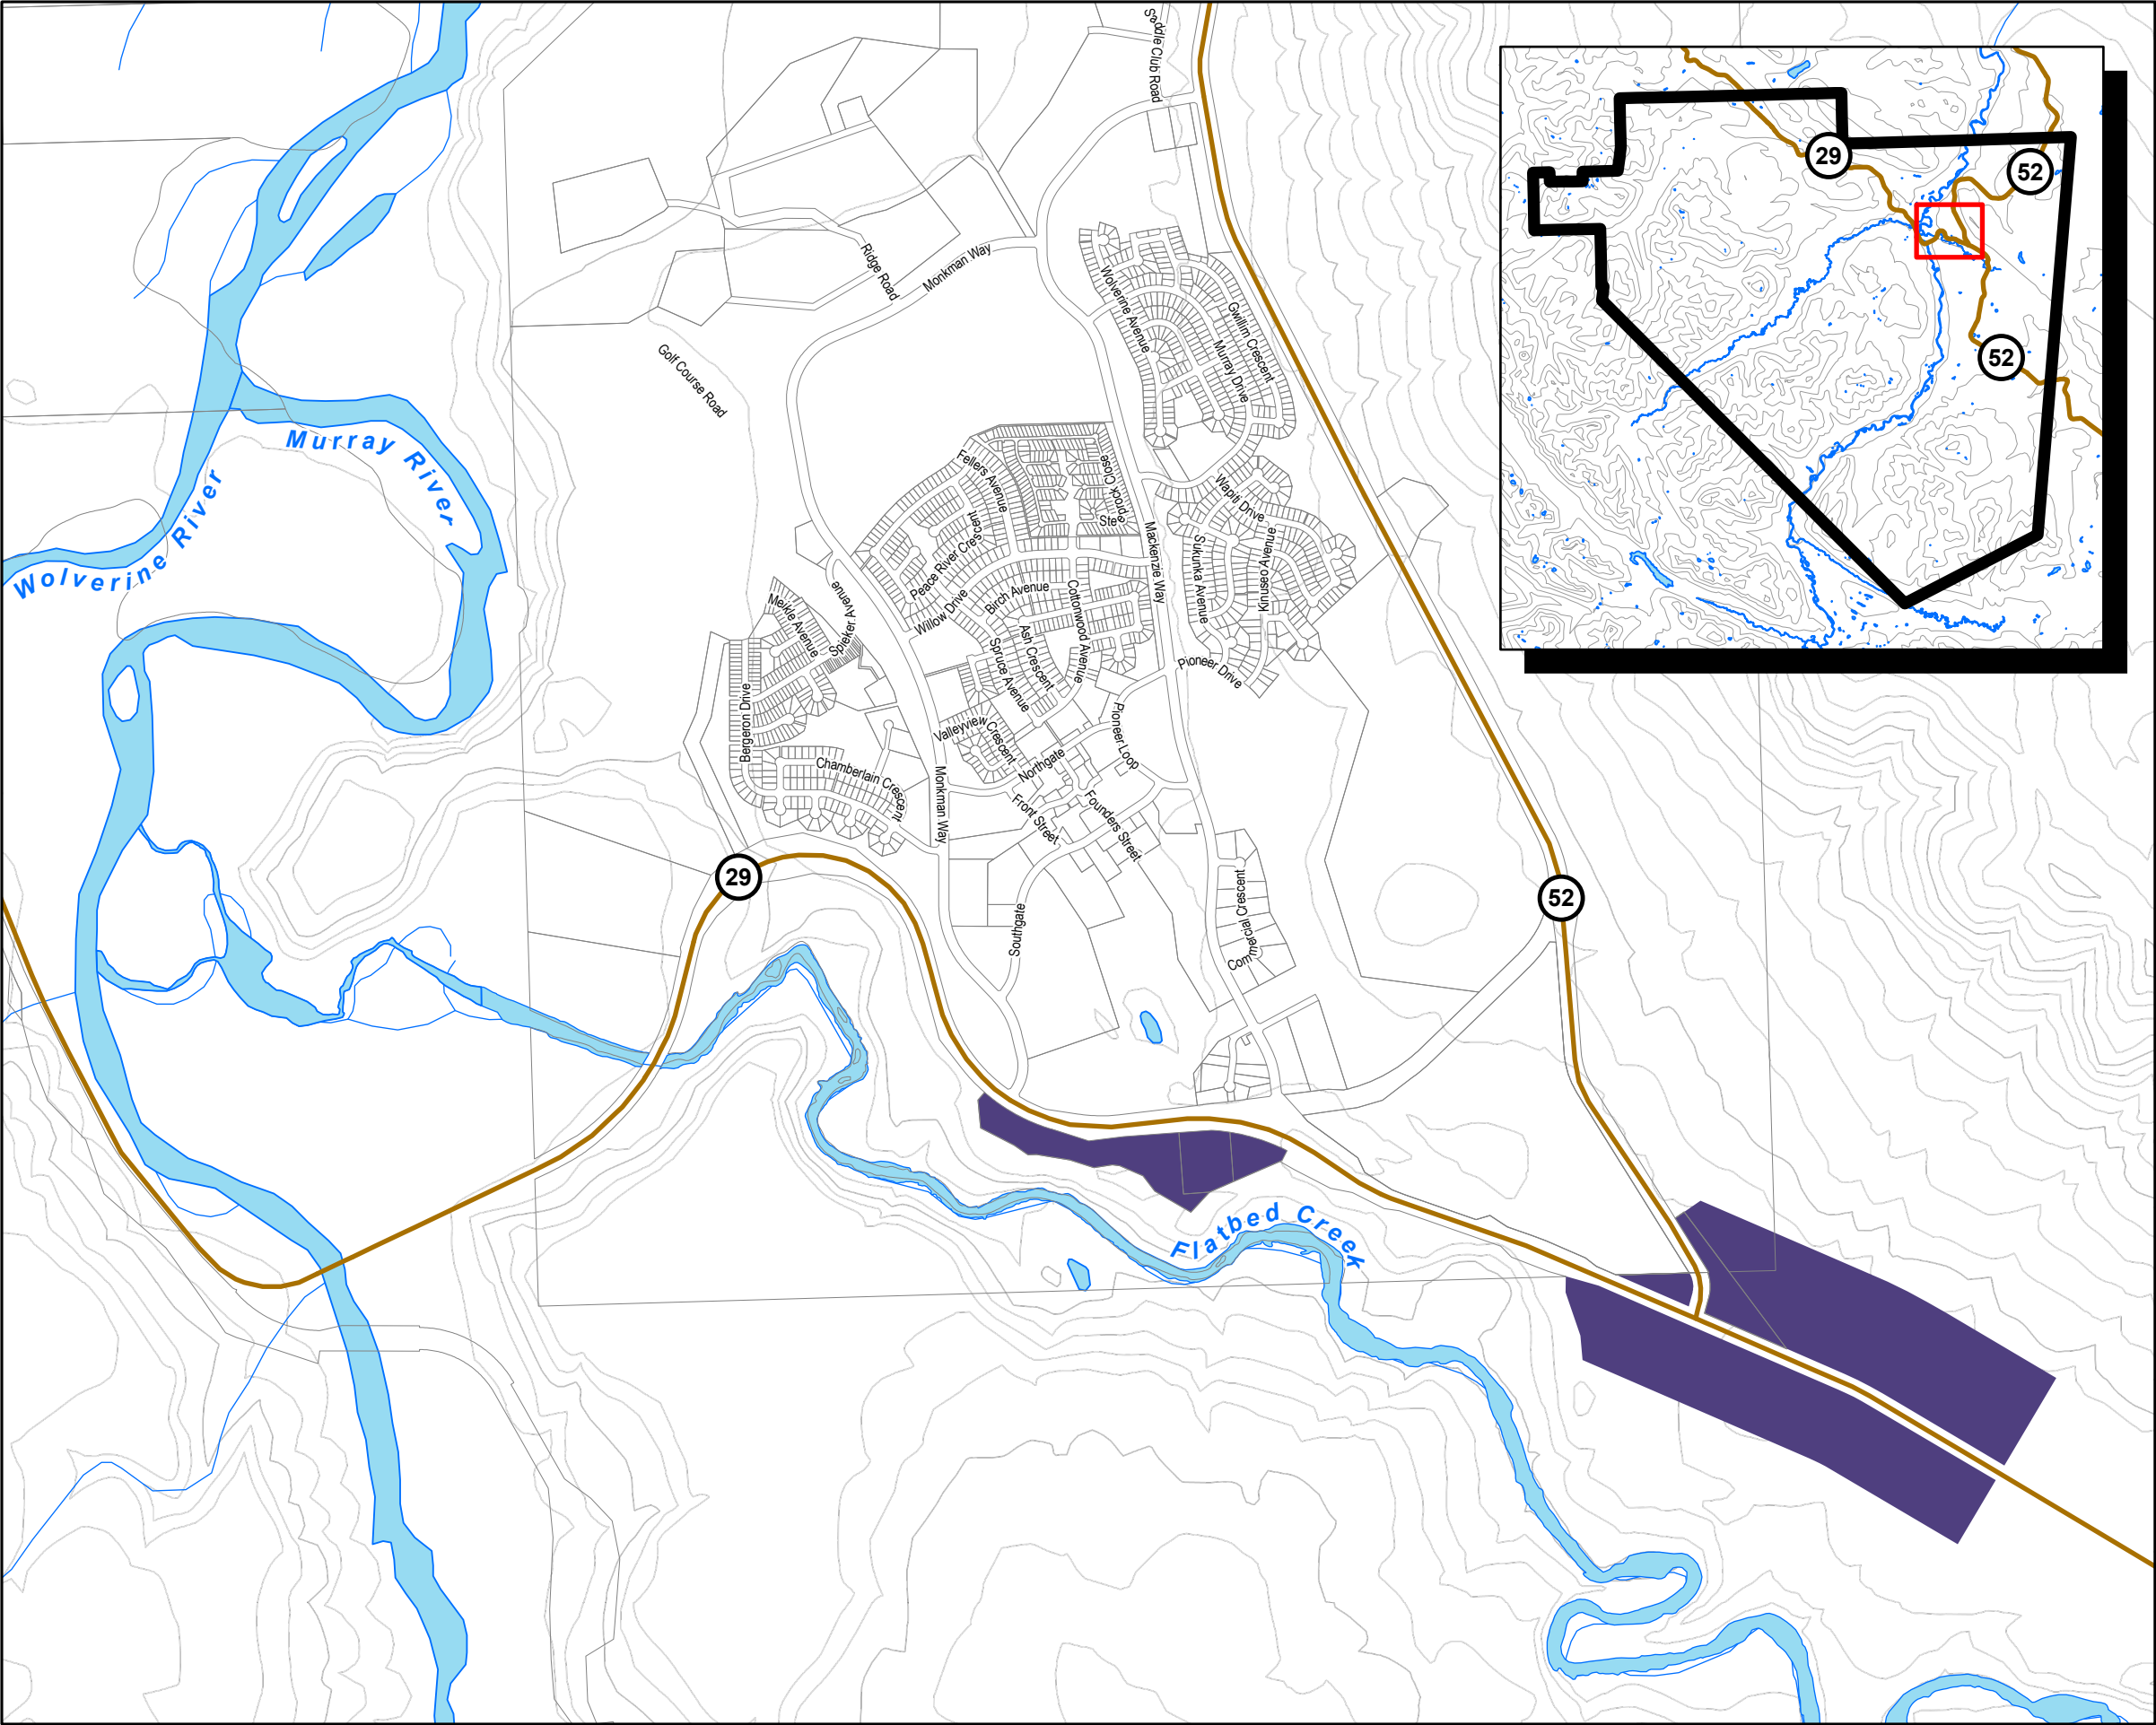 Saddle Club Road
29
52
52
Ridge Road
Monkman Way
Wolverine Avenue
Gwillim Crescent
Murray Drive
Golf Course Road
Murray River
Wolverine River
Fellers Avenue
Steepock Close
Wapiti Drive
Peace River Crescent
Mackenzie Way
Sukunka Avenue
Kinuseo Avenue
Willow Drive
Birch Avenue
Cottonwood Avenue
Meikle Avenue
Spieker Avenue
Ash Crescent
Spruce Avenue
Pioneer Drive
Bergeron Drive
Valleyview Crescent
Pioneer Loop
Northgate
Chamberlain Crescent
Monkman Way
Front Street
Founders Street
29
52
Southgate
Commercial Crescent
Flatbed Creek